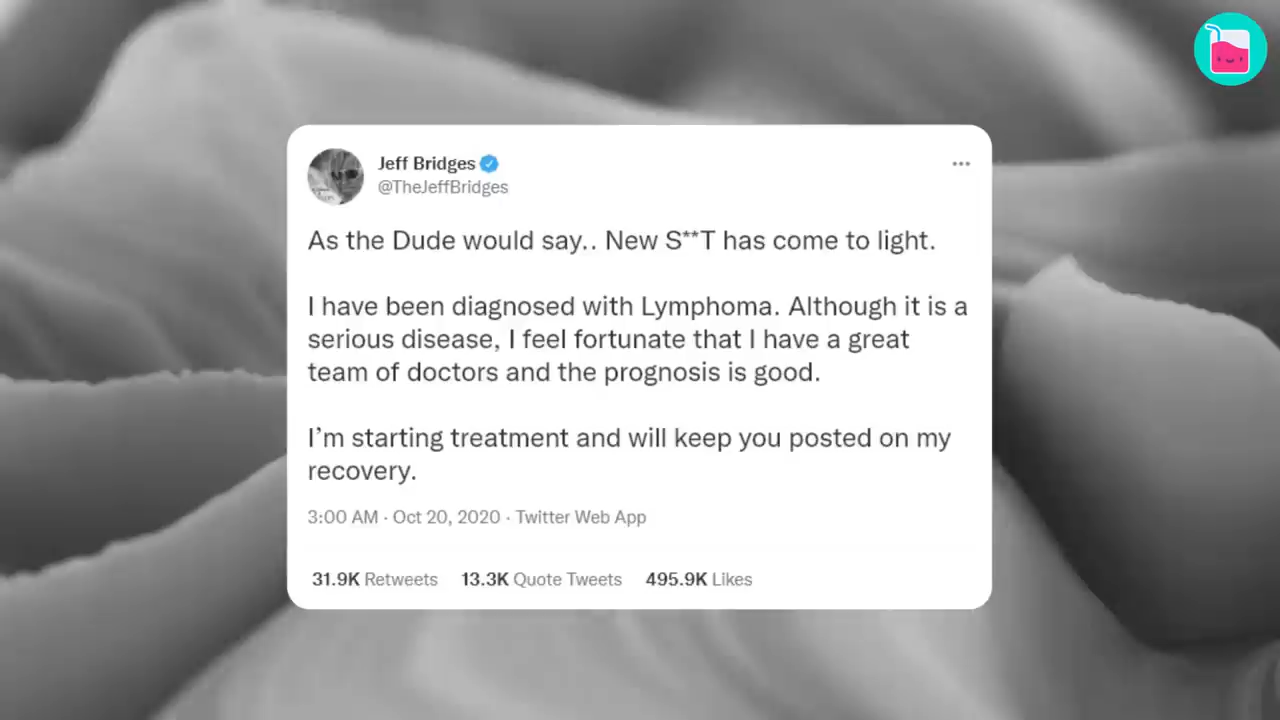 Jeff Bridges
@TheJeffBridges
As the Dude would say.. New S**T has come to light.
I have been diagnosed with Lymphoma. Although it is a
serious disease, I feel fortunate that I have a great
team of doctors and the prognosis is good.
I’m starting treatment and will keep you posted on my
recovery.
3:00 AM · Oct 20, 2020 · Twitter Web App
31.9K Retweets 13.3K Quote Tweets 495.9K Likes